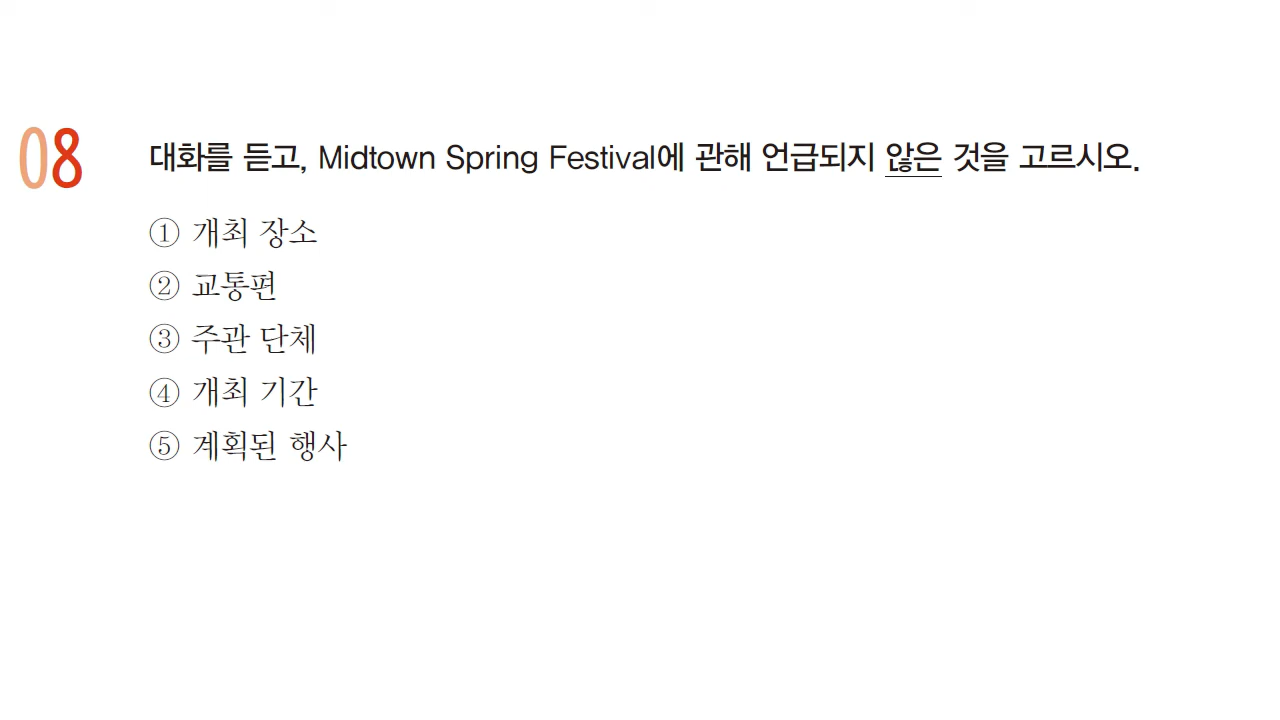 08 대화를 듣고, Midtown Spring Festival에 관해 언급되지 않은 것을 고르시오.
① 개최 장소
② 교통편
③ 주관 단체
④ 개최 기간
⑤ 계획된 행사